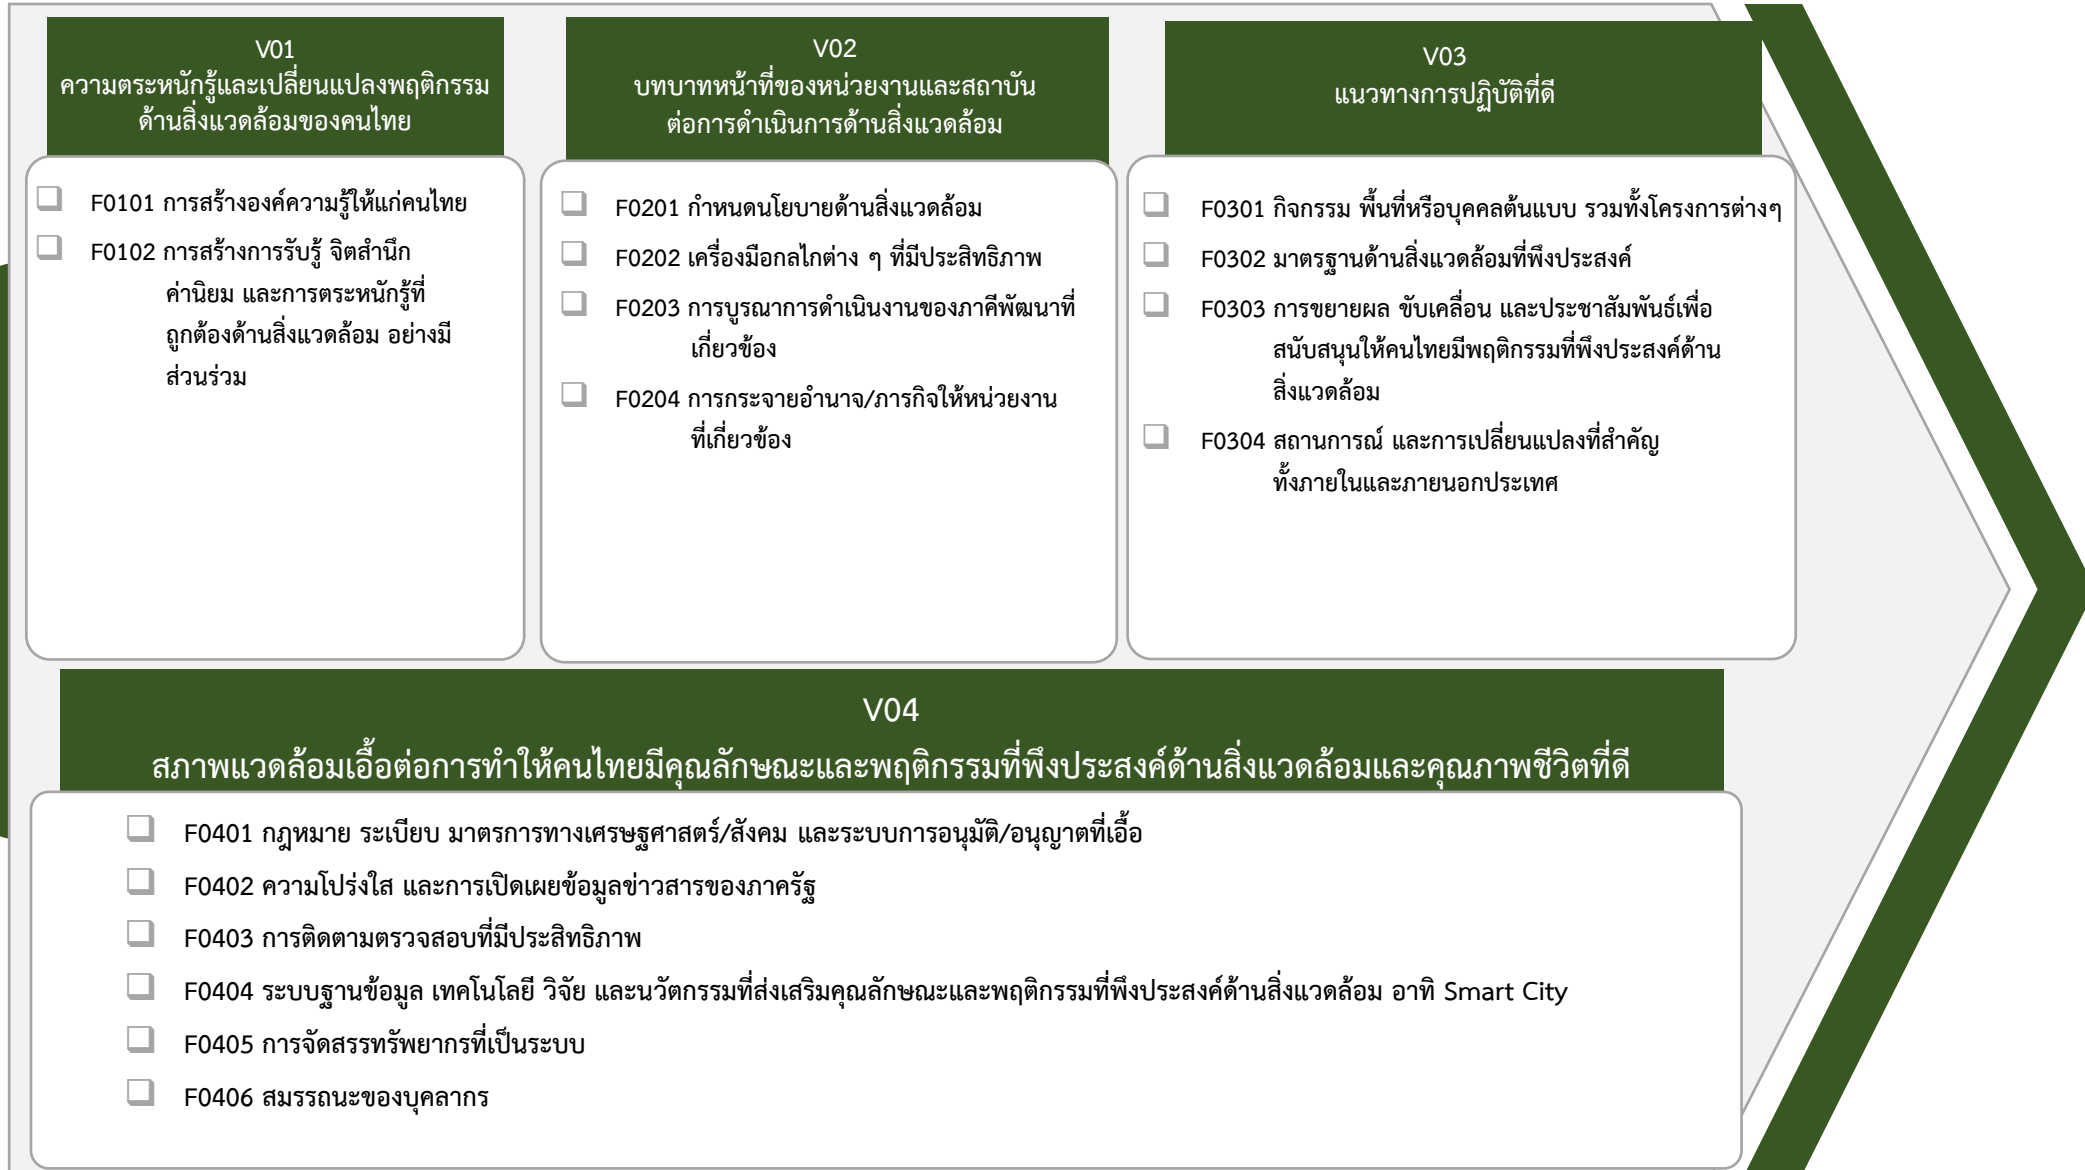 V01
ความตระหนักรู้และเปลี่ยนแปลงพฤติกรรม
ด้านสิ่งแวดล้อมของคนไทย
F0101 การสร้างองค์ความรู้ให้แก่คนไทย
F0102 การสร้างการรับรู้ จิตสำนึก
ค่านิยม และการตระหนักรู้ที่
ถูกต้องด้านสิ่งแวดล้อม อย่างมี
ส่วนร่วม
V02
บทบาทหน้าที่ของหน่วยงานและสถาบัน
ต่อการดำเนินการด้านสิ่งแวดล้อม
F0201 กำหนดนโยบายด้านสิ่งแวดล้อม
F0202 เครื่องมือกลไกต่าง ๆ ที่มีประสิทธิภาพ
F0203 การบูรณาการดำเนินงานของภาคีพัฒนาที่
เกี่ยวข้อง
F0204 การกระจายอำนาจ/ภารกิจให้หน่วยงาน
ที่เกี่ยวข้อง
V03
แนวทางการปฏิบัติที่ดี
F0301 กิจกรรม พื้นที่หรือบุคคลต้นแบบ รวมทั้งโครงการต่างๆ
F0302 มาตรฐานด้านสิ่งแวดล้อมที่พึงประสงค์
F0303 การขยายผล ขับเคลื่อน และประชาสัมพันธ์เพื่อ
สนับสนุนให้คนไทยมีพฤติกรรมที่พึงประสงค์ด้าน
สิ่งแวดล้อม
F0304 สถานการณ์ และการเปลี่ยนแปลงที่สำคัญ
ทั้งภายในและภายนอกประเทศ
V04
สภาพแวดล้อมเอื้อต่อการทำให้คนไทยมีคุณลักษณะและพฤติกรรมที่พึงประสงค์ด้านสิ่งแวดล้อมและคุณภาพชีวิตที่ดี
F0401 กฎหมาย ระเบียบ มาตรการทางเศรษฐศาสตร์/สังคม และระบบการอนุมัติ/อนุญาตที่เอื้อ
F0402 ความโปร่งใส และการเปิดเผยข้อมูลข่าวสารของภาครัฐ
F0403 การติดตามตรวจสอบที่มีประสิทธิภาพ
F0404 ระบบฐานข้อมูล เทคโนโลยี วิจัย และนวัตกรรมที่ส่งเสริมคุณลักษณะและพฤติกรรมที่พึงประสงค์ด้านสิ่งแวดล้อม อาทิ Smart City
F0405 การจัดสรรทรัพยากรที่เป็นระบบ
F0406 สมรรถนะของบุคลากร